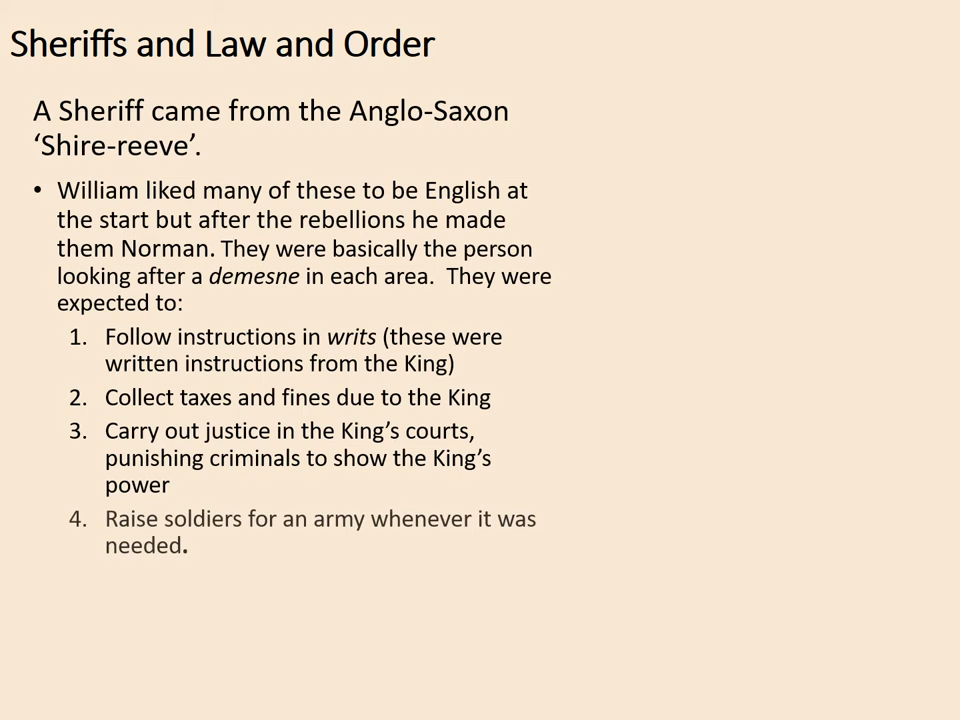 Sheriffs and Law and Order
A Sheriff came from the Anglo-Saxon
‘Shire-reeve’.
• William liked many of these to be English at
the start but after the rebellions he made
them Norman. They were basically the person
looking after a demesne in each area.  They were
expected to:
1. Follow instructions in writs (these were
written instructions from the King)
2. Collect taxes and fines due to the King
3. Carry out justice in the King’s courts,
punishing criminals to show the King’s
power
4. Raise soldiers for an army whenever it was
needed.